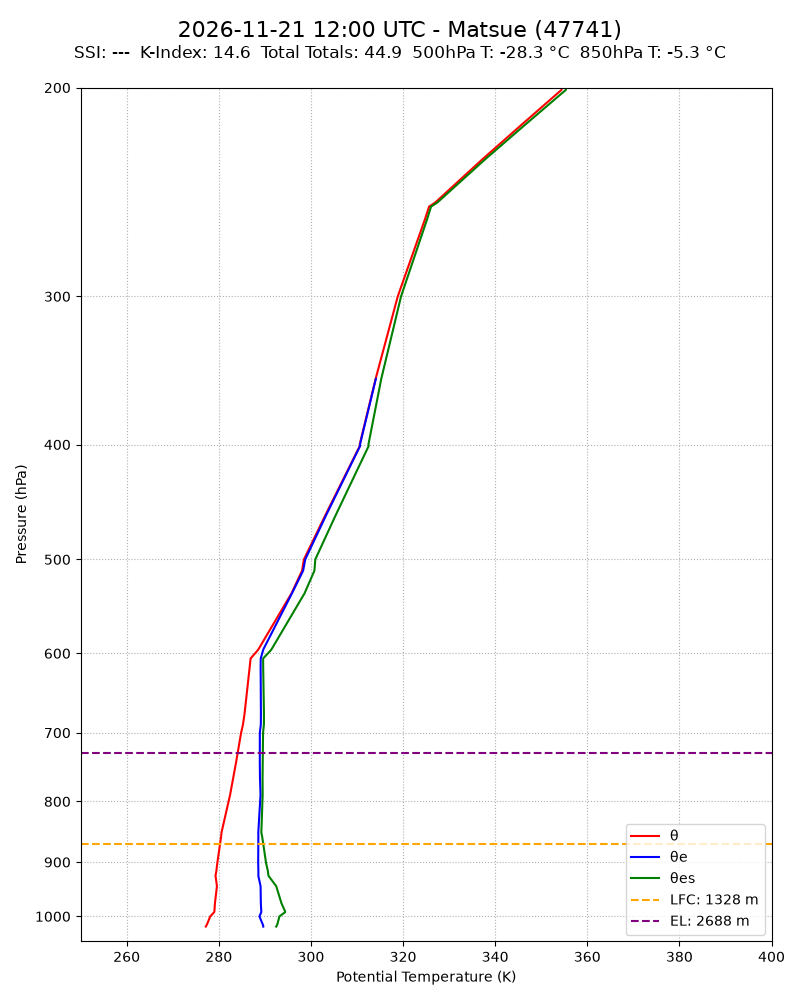 2026-11-21 12:00 UTC - Matsue (47741)
SSI: --- K-Index: 14.6 Total Totals: 44.9 500hPa T: -28.3 °C 850hPa T: -5.3 °C
200
300
400
500
600
700
800
900
1000
Pressure (hPa)
260 280 300 320 340 360 380 400
Potential Temperature (K)
θ
θe
θes
LFC: 1328 m
EL: 2688 m